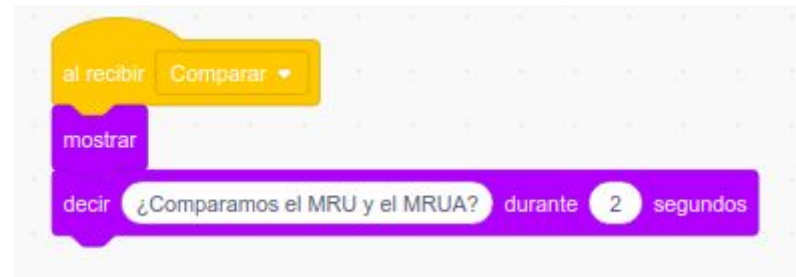 al recibir Comparar
mostrar
decir ¿Comparamos el MRU y el MRUA? durante 2 segundos